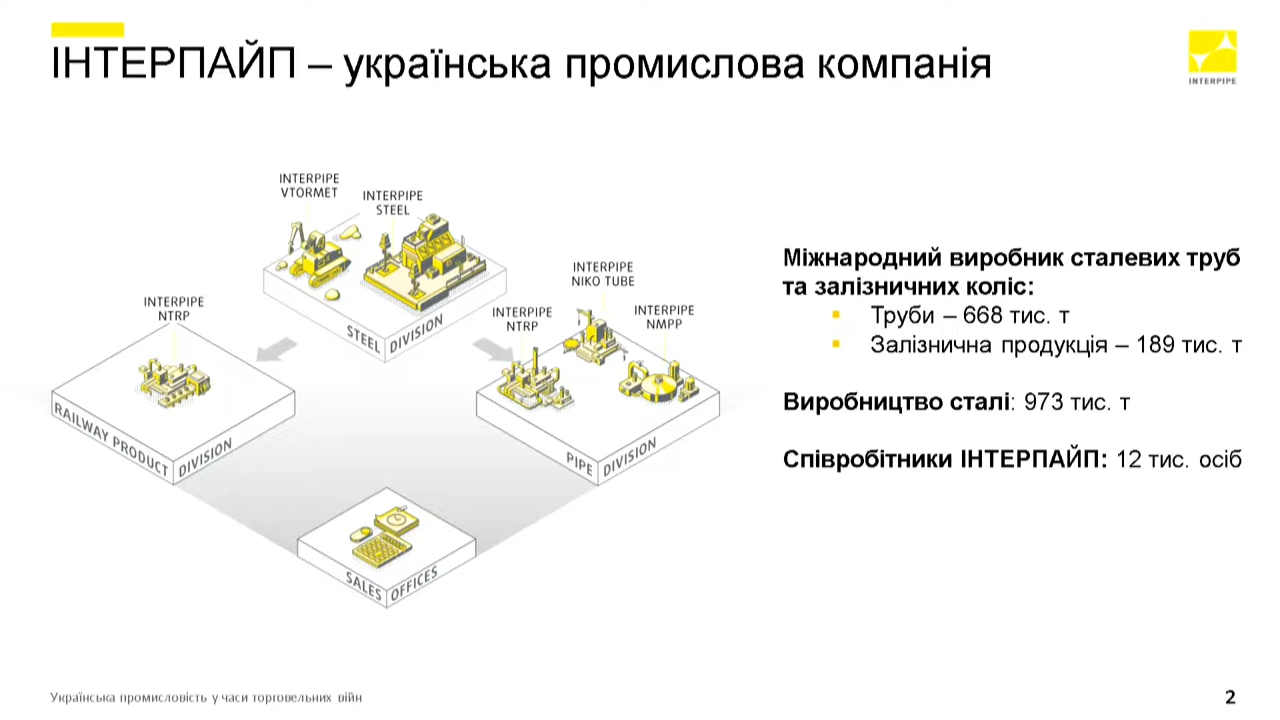 ІНТЕРПАЙП – українська промислова компанія
INTERPIPE
INTERPIPE
VTORMET
INTERPIPE
STEEL
STEEL DIVISION
INTERPIPE
NTRP
RAILWAY PRODUCT DIVISION
INTERPIPE
NTRP
INTERPIPE
NIKO TUBE
INTERPIPE
NMPP
PIPE DIVISION
SALES OFFICES
Міжнародний виробник сталевих труб
та залізничних коліс:
▪ Труби – 668 тис. т
▪ Залізнична продукція – 189 тис. т
Виробництво сталі: 973 тис. т
Співробітники ІНТЕРПАЙП: 12 тис. осіб
Українська промисловість у часи торговельних війн
2